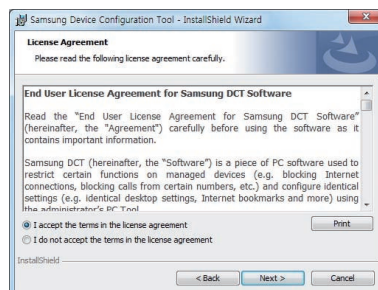 Samsung Device Configuration Tool - InstallShield Wizard
License Agreement
Please read the following license agreement carefully.
End User License Agreement for Samsung DCT Software
Read the "End User License Agreement for Samsung DCT Software"
(hereinafter, the "Agreement") carefully before using the software as it
contains important information.
Samsung DCT (hereinafter, the "Software") is a piece of PC software used to
restrict certain functions on managed devices (e.g. blocking Internet
connections, blocking calls from certain numbers, etc.) and configure identical
settings (e.g. identical desktop settings, Internet bookmarks and more) using
the administrator's PC Tool
I accept the terms in the license agreement
Print
I do not accept the terms in the license agreement
InstallShield
< Back
Next >
Cancel